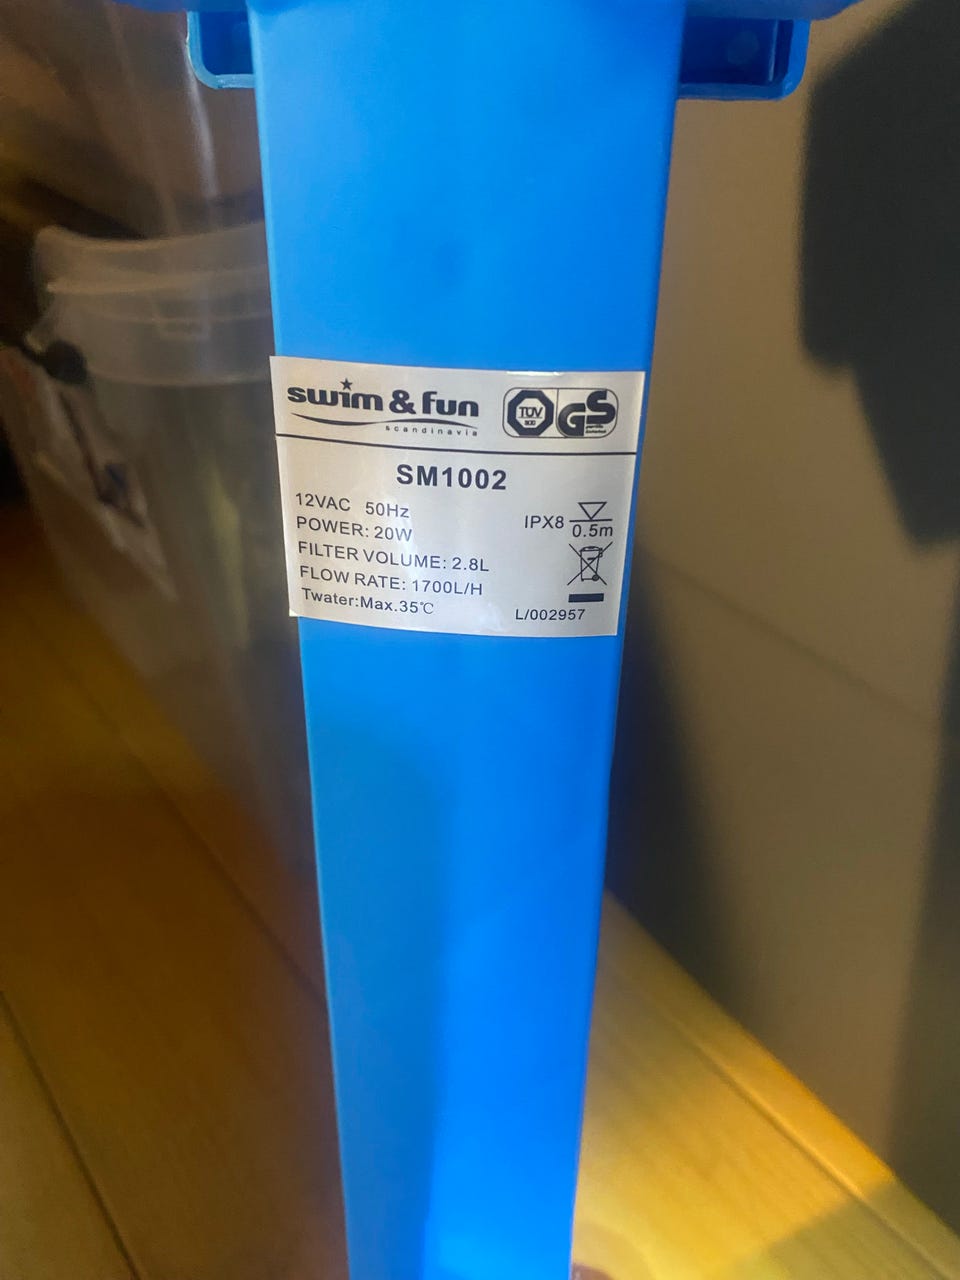 swim & fun
scandinavia
TÜV
GS
SM1002
12VAC 50Hz
POWER: 20W
FILTER VOLUME: 2.8L
FLOW RATE: 1700L/H
Twater:Max.35℃
IPX8
0.5m
L/002957